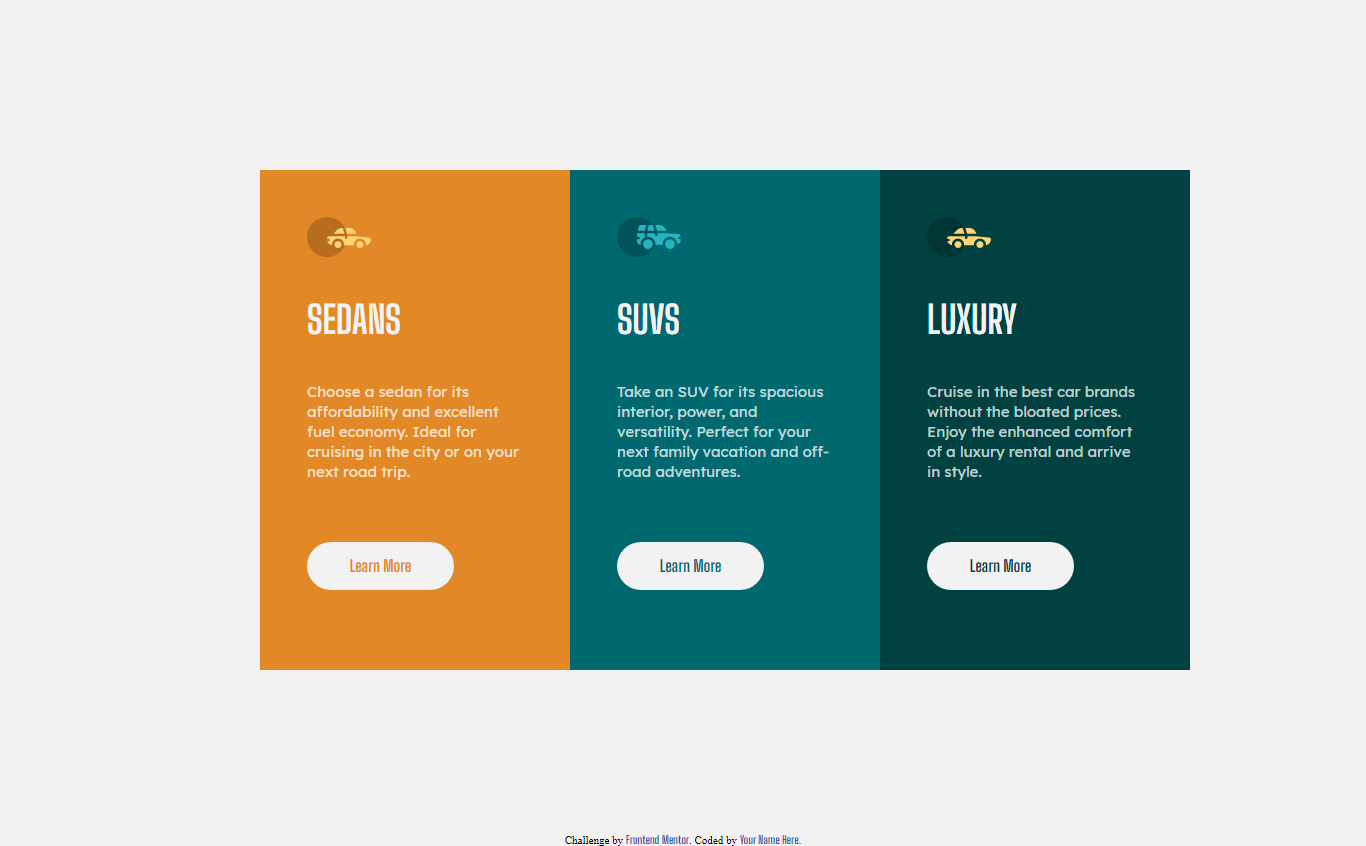 SEDANS
Choose a sedan for its
affordability and excellent
fuel economy. Ideal for
cruising in the city or on your
next road trip.
Learn More
SUVS
Take an SUV for its spacious
interior, power, and
versatility. Perfect for your
next family vacation and off-
road adventures.
Learn More
LUXURY
Cruise in the best car brands
without the bloated prices.
Enjoy the enhanced comfort
of a luxury rental and arrive
in style.
Learn More
Challenge by Frontend Mentor. Coded by Your Name Here.